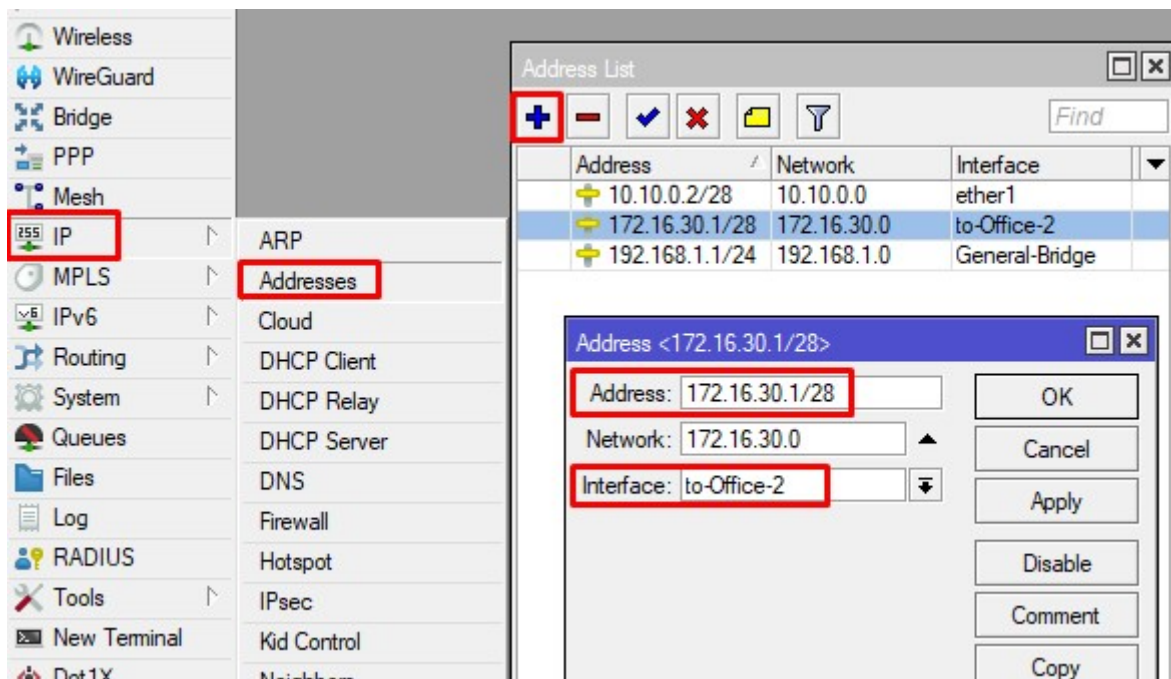 Wireless
WireGuard
Bridge
PPP
Mesh
255 IP
MPLS
v6 IPv6
Routing
System
Queues
Files
Log
RADIUS
Tools
New Terminal
Dot1X
ARP
Addresses
Cloud
DHCP Client
DHCP Relay
DHCP Server
DNS
Firewall
Hotspot
IPsec
Kid Control
Neighbors
Address List
Find
Address Network Interface
10.10.0.2/28 10.10.0.0 ether1
172.16.30.1/28 172.16.30.0 to-Office-2
192.168.1.1/24 192.168.1.0 General-Bridge
Address <172.16.30.1/28>
Address: 172.16.30.1/28
Network: 172.16.30.0
Interface: to-Office-2
OK
Cancel
Apply
Disable
Comment
Copy